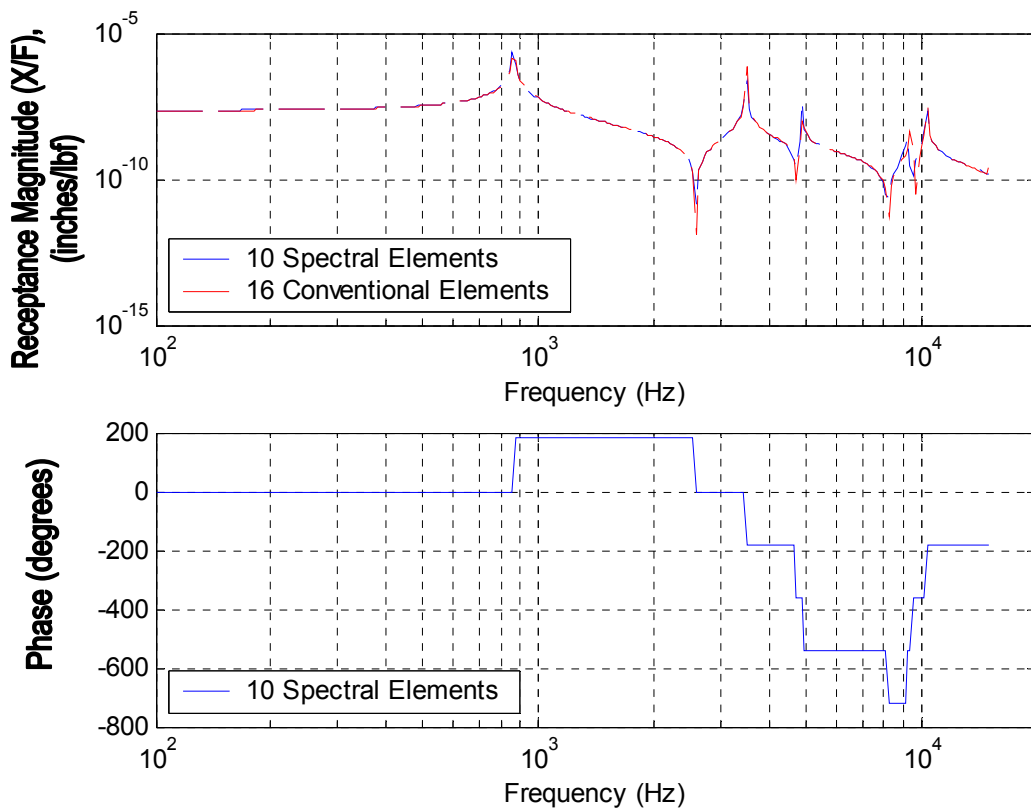 Receptance Magnitude (X/F),
(inches/lbf)
10^-5
10^-10
10^-15
10 Spectral Elements
16 Conventional Elements
10^2
10^3
10^4
Frequency (Hz)
Phase (degrees)
200
0
-200
-400
-600
-800
10 Spectral Elements
10^2
10^3
10^4
Frequency (Hz)